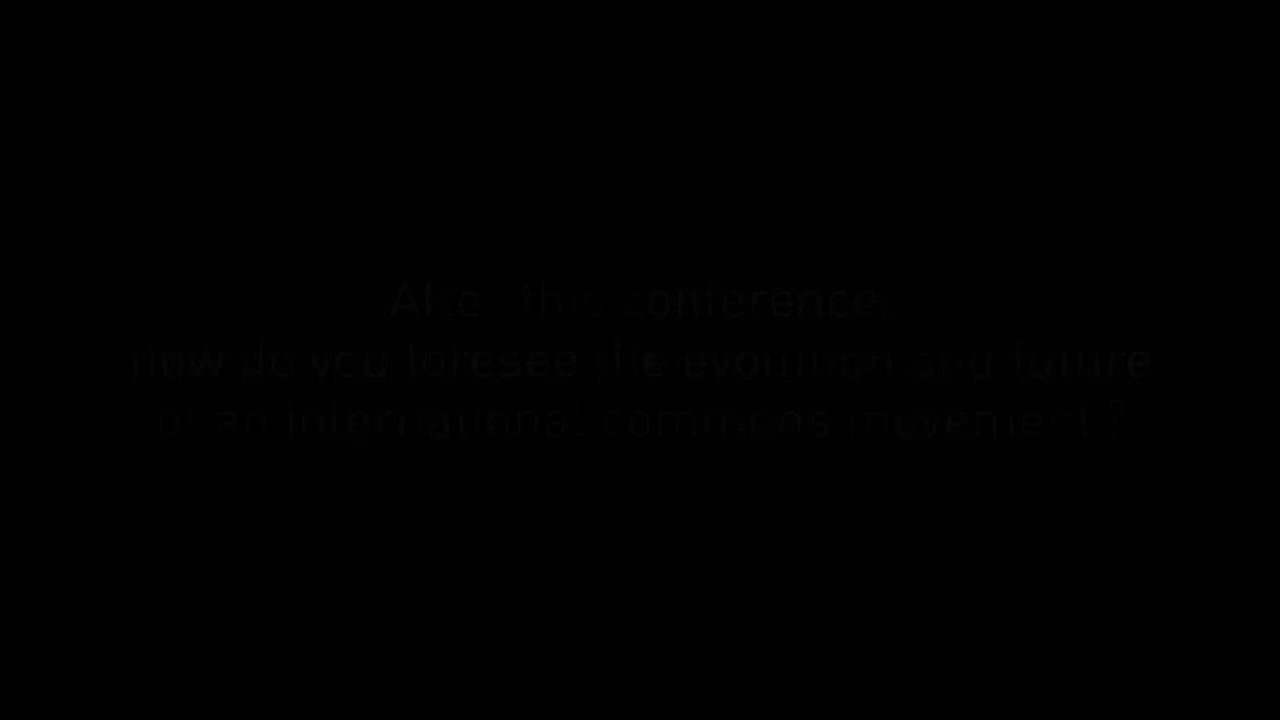 After this conference,
how do you foresee the evolution and future
of an international commons movement ?